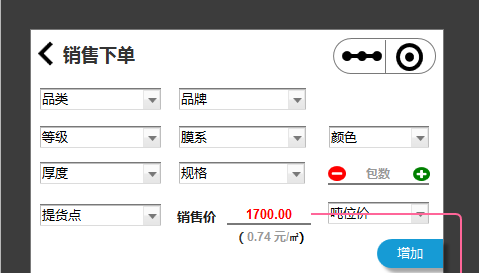 销售下单
品类 品牌
等级 膜系 颜色
厚度 规格 包数
提货点 销售价 1700.00 吨位价
( 0.74 元/㎡)
增加